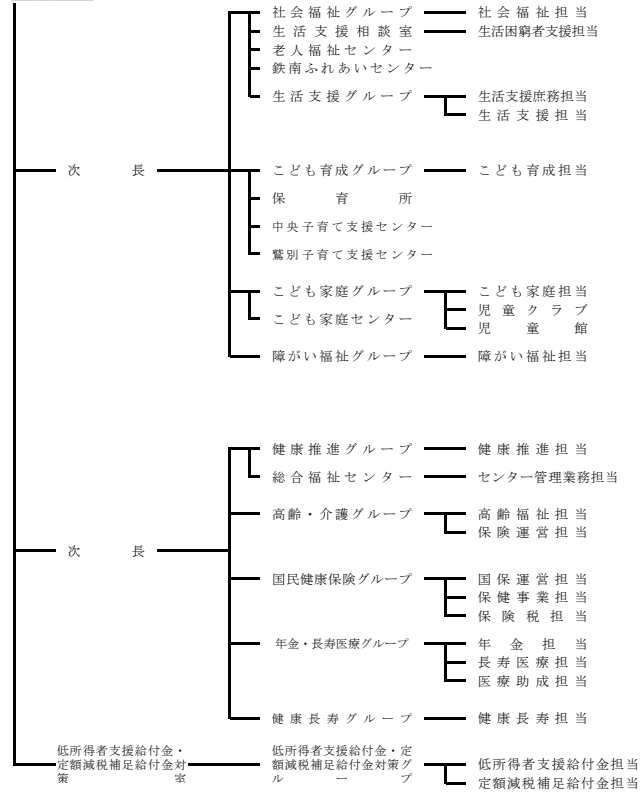 社会福祉グループ 社会福祉担当
生活支援相談室 生活困窮者支援担当
老人福祉センター
鉄南ふれあいセンター
生活支援グループ 生活支援庶務担当
生活支援担当
次長 こども育成グループ こども育成担当
保育所
中央子育て支援センター
鷲別子育て支援センター
こども家庭グループ こども家庭担当
児童クラブ
こども家庭センター
児童館
障がい福祉グループ 障がい福祉担当
健康推進グループ 健康推進担当
総合福祉センター センター管理業務担当
高齢・介護グループ 高齢福祉担当
保険運営担当
次長
国民健康保険グループ 国保運営担当
保健事業担当
保険税担当
年金・長寿医療グループ 年金担当
長寿医療担当
医療助成担当
健康長寿グループ 健康長寿担当
低所得者支援給付金・
定額減税補足給付金対
策室
低所得者支援給付金・定
額減税補足給付金対策グ
ループ
低所得者支援給付金担当
定額減税補足給付金担当